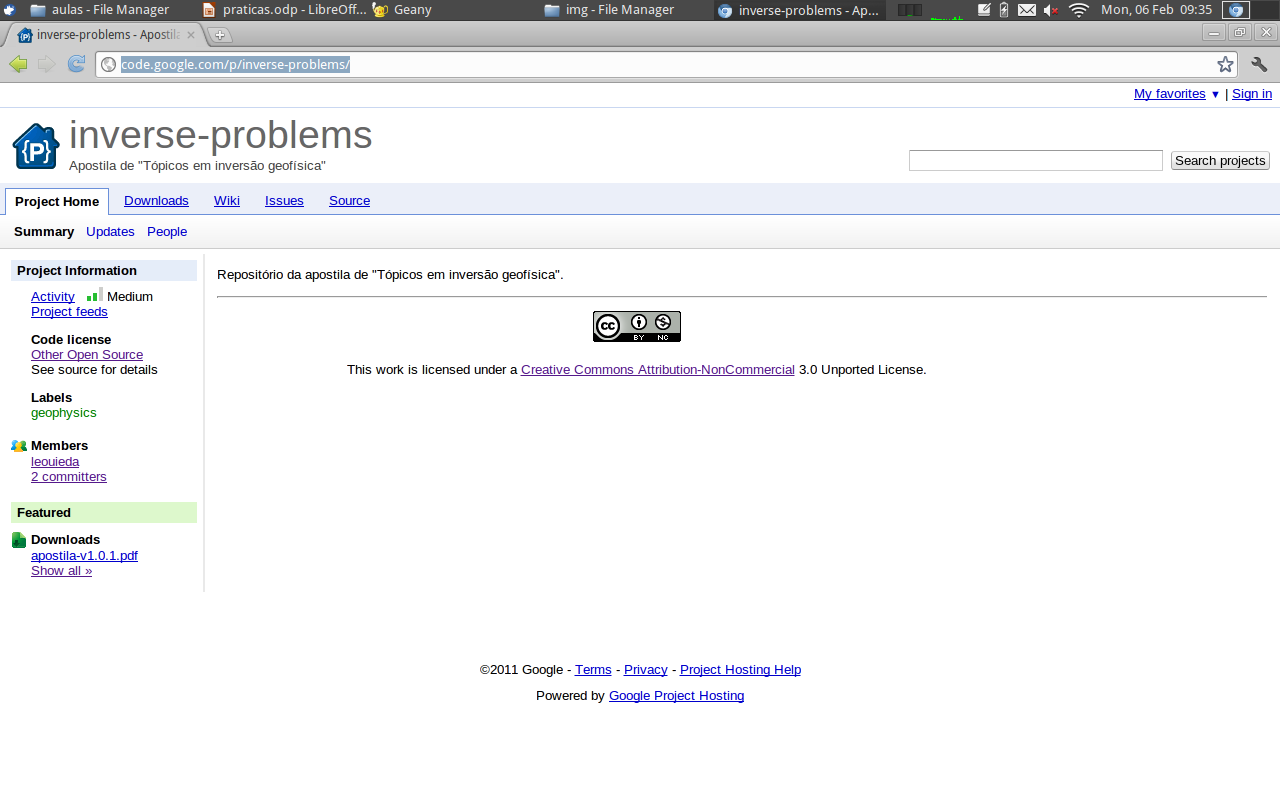 aulas - File Manager praticas.odp - LibreOff... Geany img - File Manager inverse-problems - Ap... Mon, 06 Feb 09:35
inverse-problems - Apostila
code.google.com/p/inverse-problems/
My favorites ▼ | Sign in
{P}
inverse-problems
Apostila de "Tópicos em inversão geofísica"
Search projects
Project Home Downloads Wiki Issues Source
Summary Updates People
Project Information
Activity Medium
Project feeds
Code license
Other Open Source
See source for details
Labels
geophysics
Members
leouieda
2 committers
Featured
Downloads
apostila-v1.0.1.pdf
Show all »
Repositório da apostila de "Tópicos em inversão geofísica".
cc BY NC
This work is licensed under a Creative Commons Attribution-NonCommercial 3.0 Unported License.
©2011 Google - Terms - Privacy - Project Hosting Help
Powered by Google Project Hosting